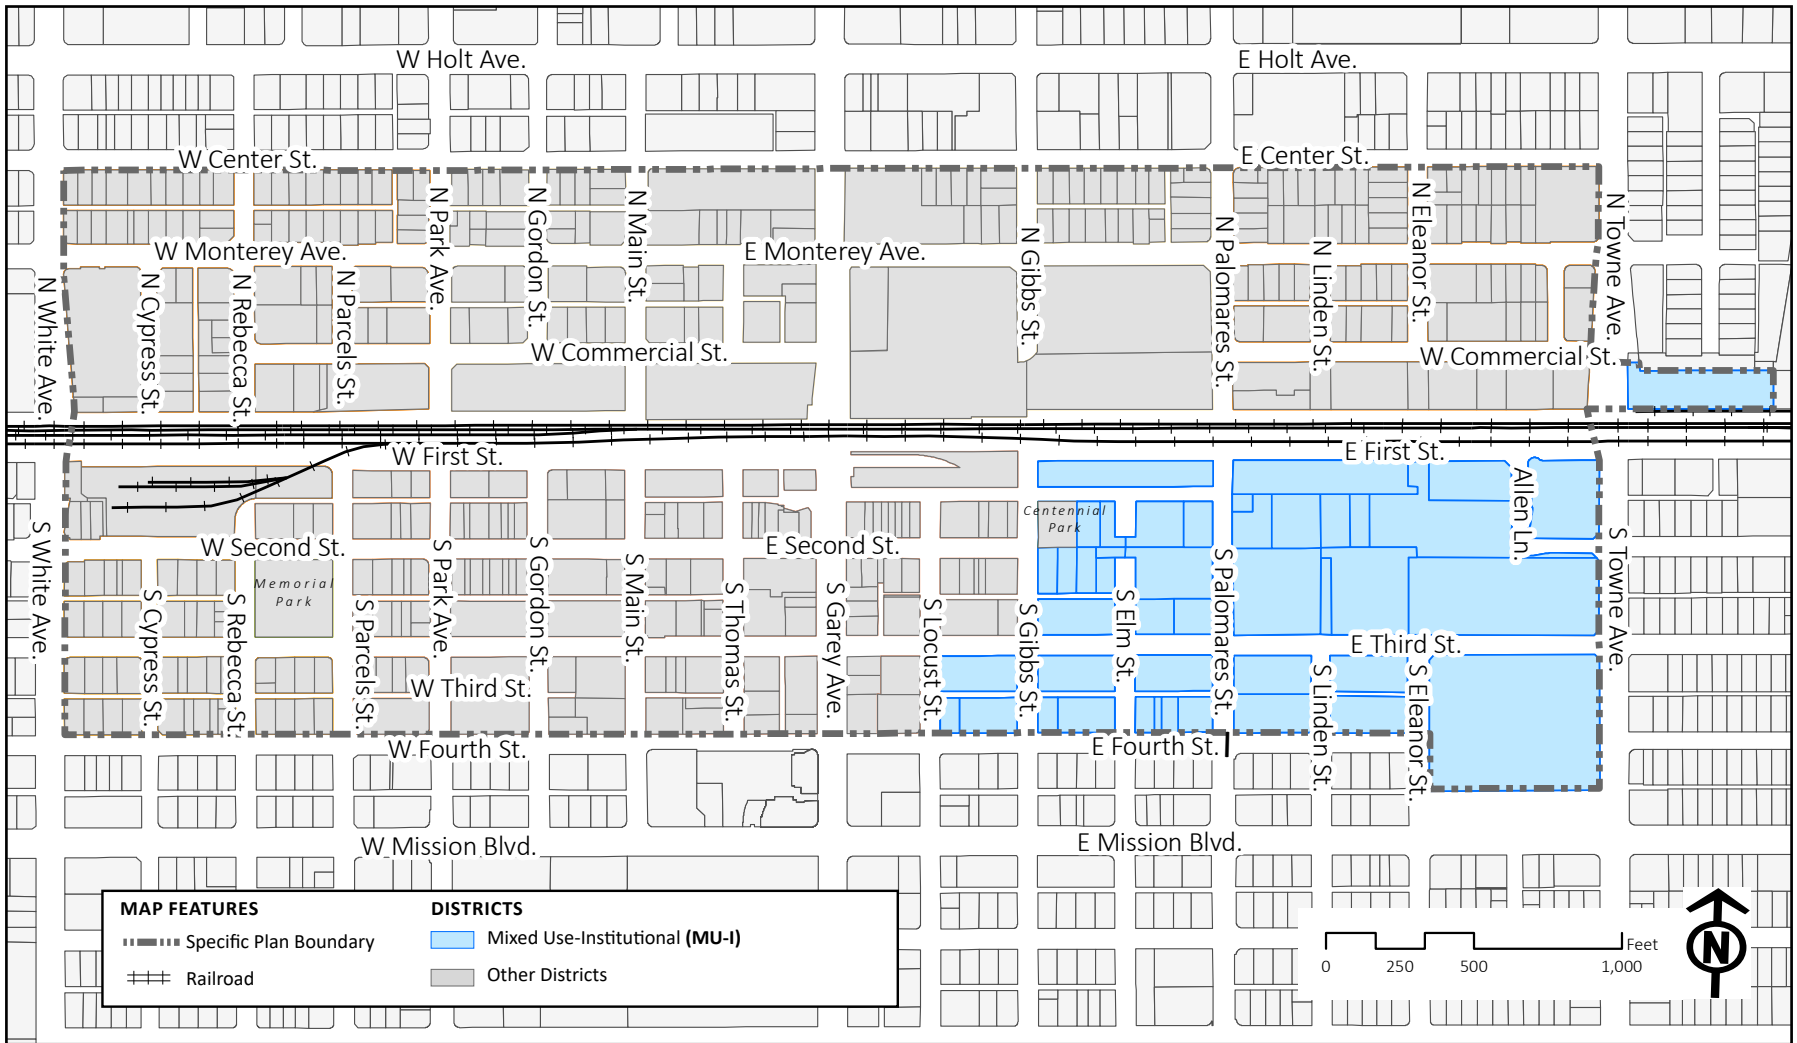 W Holt Ave.
E Holt Ave.
W Center St.
E Center St.
N Park Ave.
N Gordon St.
N Main St.
N Eleanor St.
N Towne Ave.
W Monterey Ave.
E Monterey Ave.
N White Ave.
N Cypress St.
N Rebecca St.
N Parcels St.
N Gibbs St.
N Palomares St.
N Linden St.
W Commercial St.
W Commercial St.
W First St.
E First St.
Allen Ln.
Centennial
Park
S White Ave.
W Second St.
E Second St.
S Towne Ave.
Memorial
Park
S Cypress St.
S Rebecca St.
S Parcels St.
S Park Ave.
S Gordon St.
S Main St.
S Thomas St.
S Garey Ave.
S Locust St.
S Gibbs St.
S Elm St.
S Palomares St.
E Third St.
W Third St.
S Linden St.
S Eleanor St.
W Fourth St.
E Fourth St.
W Mission Blvd.
E Mission Blvd.
MAP FEATURES
Specific Plan Boundary
Railroad
DISTRICTS
Mixed Use-Institutional (MU-I)
Other Districts
Feet
0 250 500 1,000
N